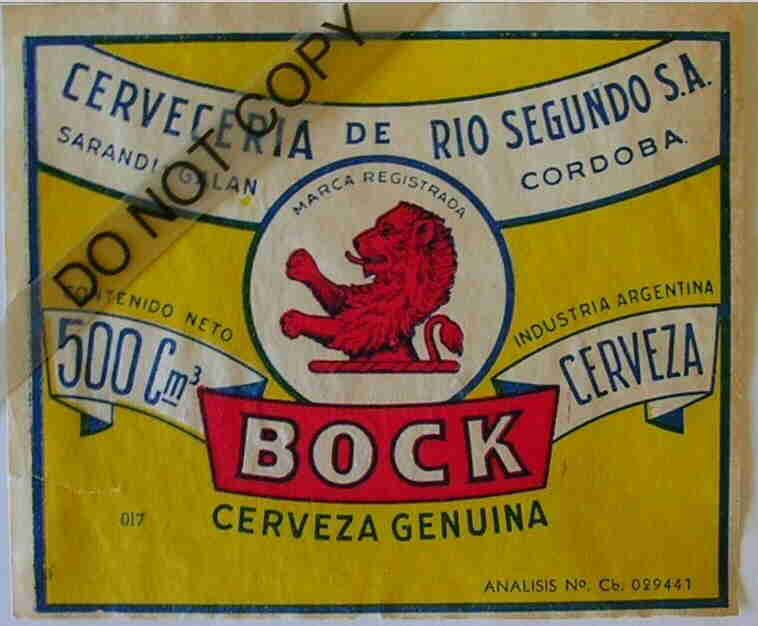 DO NOT COPY
CERVECERIA DE RIO SEGUNDO S.A.
SARANDI GALAN
CORDOBA.
MARCA REGISTRADA
CONTENIDO NETO
500 Cm³
INDUSTRIA ARGENTINA
CERVEZA
BOCK
CERVEZA GENUINA
017
ANALISIS Nº. Cb. 029441